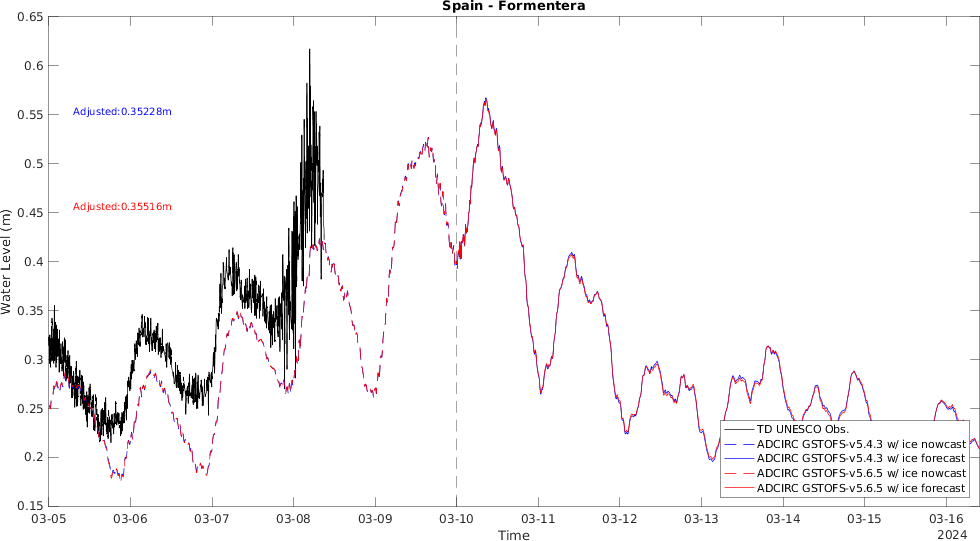 Spain - Formentera
0.65
0.6
0.55
0.5
0.45
0.4
0.35
0.3
0.25
0.2
0.15
Water Level (m)
Adjusted:0.35228m
Adjusted:0.35516m
TD UNESCO Obs.
ADCIRC GSTOFS-v5.4.3 w/ ice nowcast
ADCIRC GSTOFS-v5.4.3 w/ ice forecast
ADCIRC GSTOFS-v5.6.5 w/ ice nowcast
ADCIRC GSTOFS-v5.6.5 w/ ice forecast
03-05 03-06 03-07 03-08 03-09 03-10 03-11 03-12 03-13 03-14 03-15 03-16
Time
2024